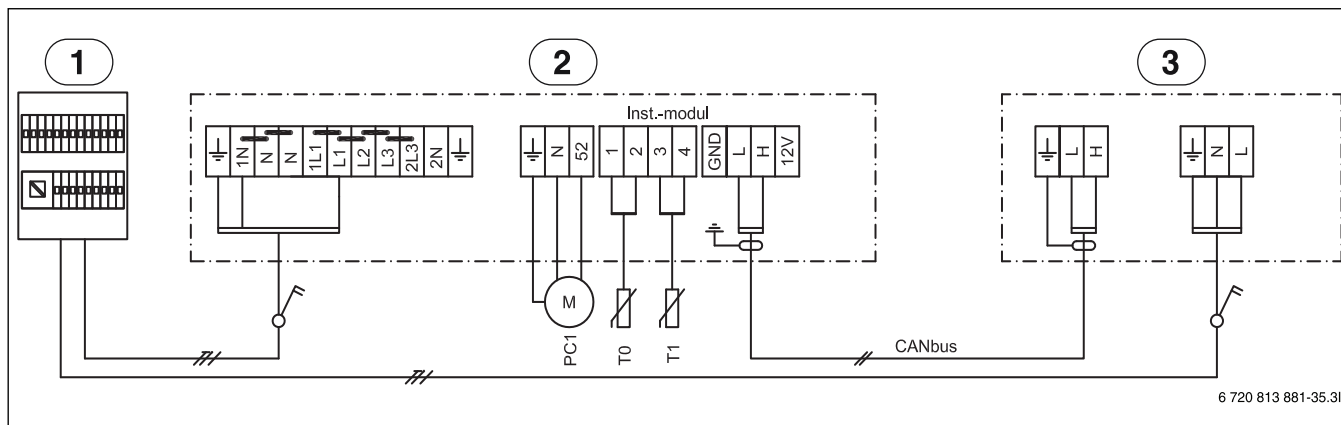 1
2
3
Inst.-modul
1N N N 1L1 L1 L2 L3 2L3 2N
N 52
1 2 3 4
GND L H 12V
L H
N L
M
PC1
T0
T1
CANbus
6 720 813 881-35.3I